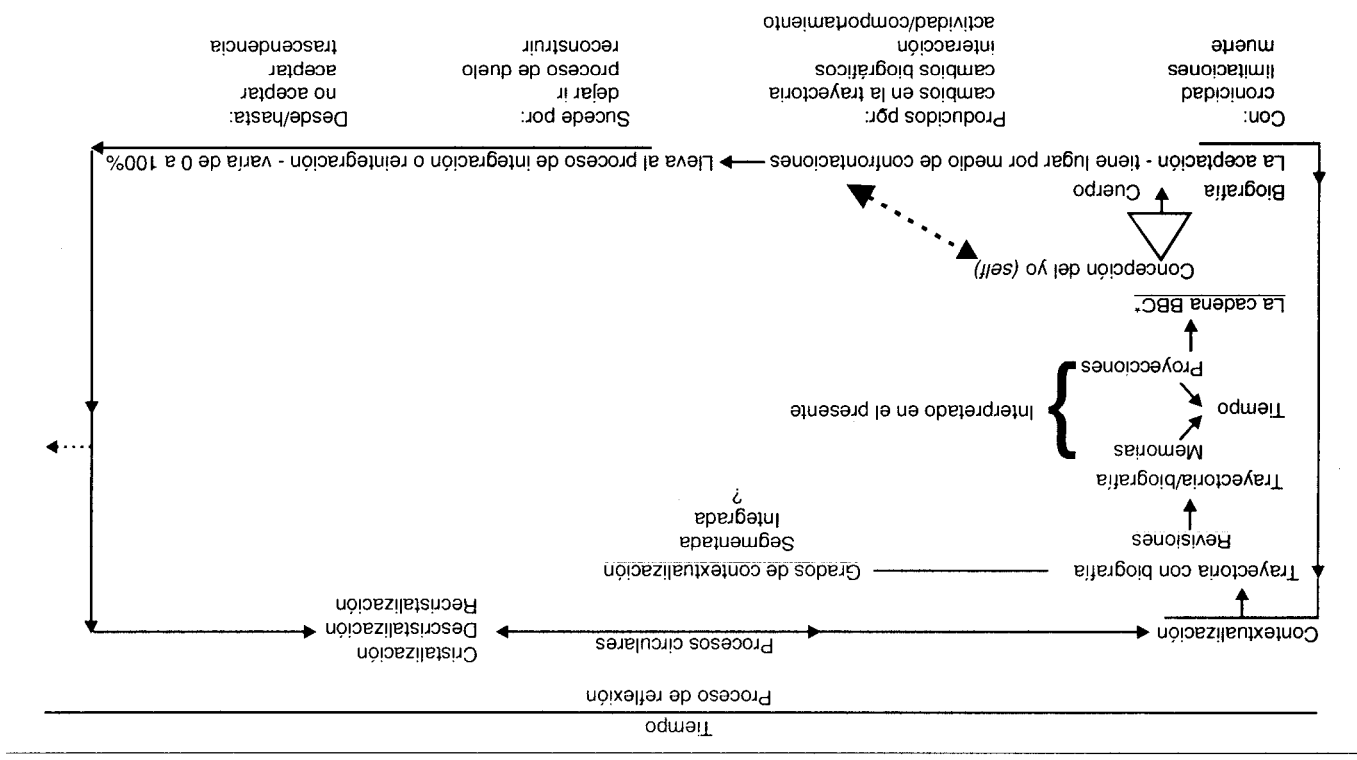 Tiempo
Proceso de reflexión
Contextualización
Procesos circulares
Cristalización
Descristalización
Recristalización
Trayectoria con biografía
Grados de contextualización
Revisiones
Segmentada
Integrada
?
Trayectoria/biografía
Memorias
Tiempo
Interpretado en el presente
Proyecciones
La cadena BBC*
Concepción del yo (self)
Biografía
Cuerpo
La aceptación - tiene lugar por medio de confrontaciones
Lleva al proceso de integración o reintegración - varía de 0 a 100%
Con:
cronicidad
limitaciones
muerte
Producidos por:
cambios en la trayectoria
cambios biográficos
interacción
actividad/comportamiento
Sucede por:
dejar ir
proceso de duelo
reconstruir
Desde/hasta:
no aceptar
aceptar
trascendencia